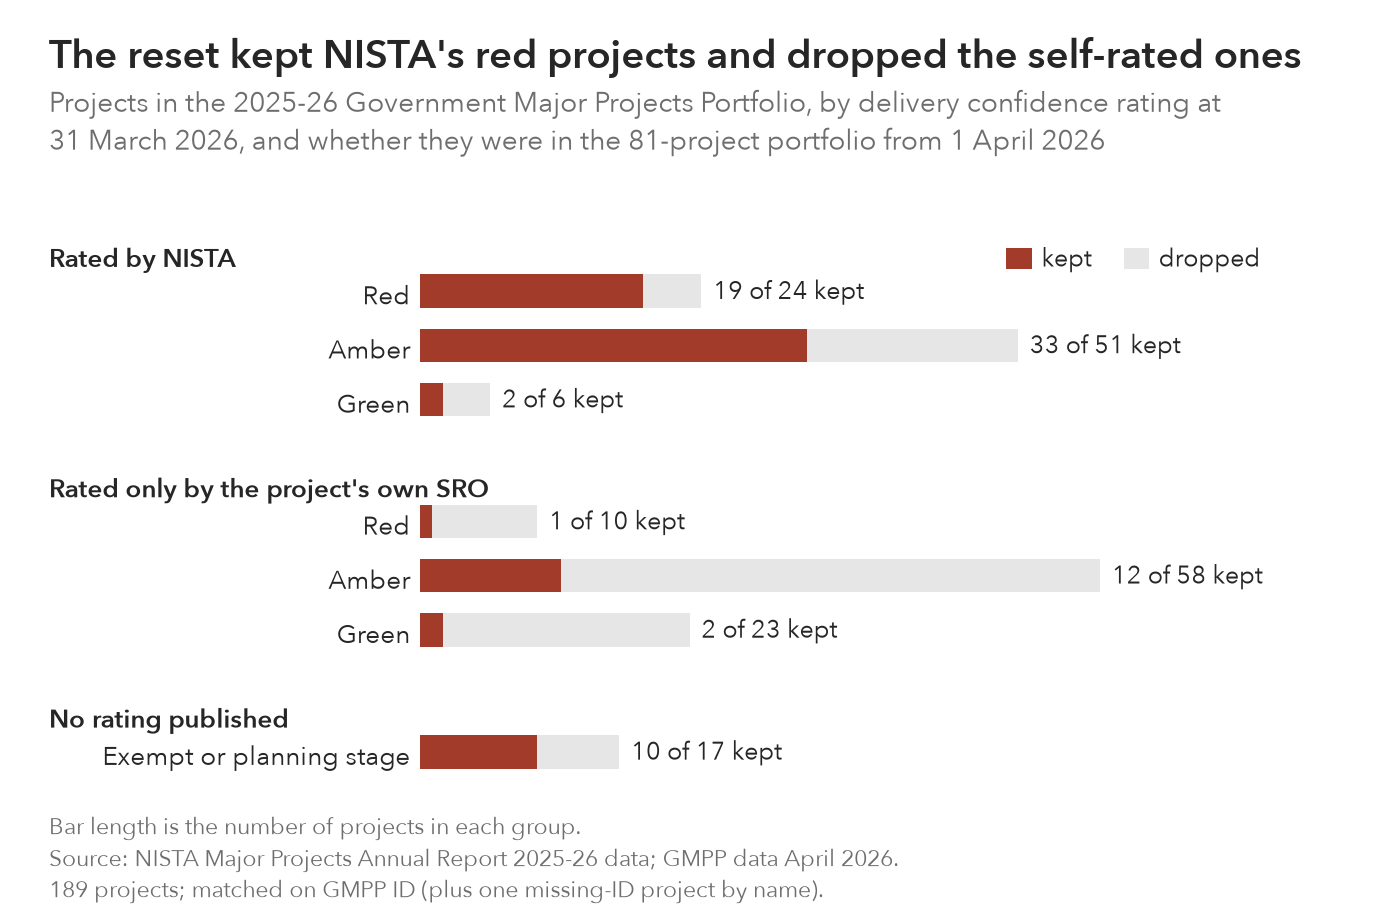 The reset kept NISTA's red projects and dropped the self-rated ones
Projects in the 2025-26 Government Major Projects Portfolio, by delivery confidence rating at
31 March 2026, and whether they were in the 81-project portfolio from 1 April 2026
Rated by NISTA
kept
dropped
Red
19 of 24 kept
Amber
33 of 51 kept
Green
2 of 6 kept
Rated only by the project's own SRO
Red
1 of 10 kept
Amber
12 of 58 kept
Green
2 of 23 kept
No rating published
Exempt or planning stage
10 of 17 kept
Bar length is the number of projects in each group.
Source: NISTA Major Projects Annual Report 2025-26 data; GMPP data April 2026.
189 projects; matched on GMPP ID (plus one missing-ID project by name).